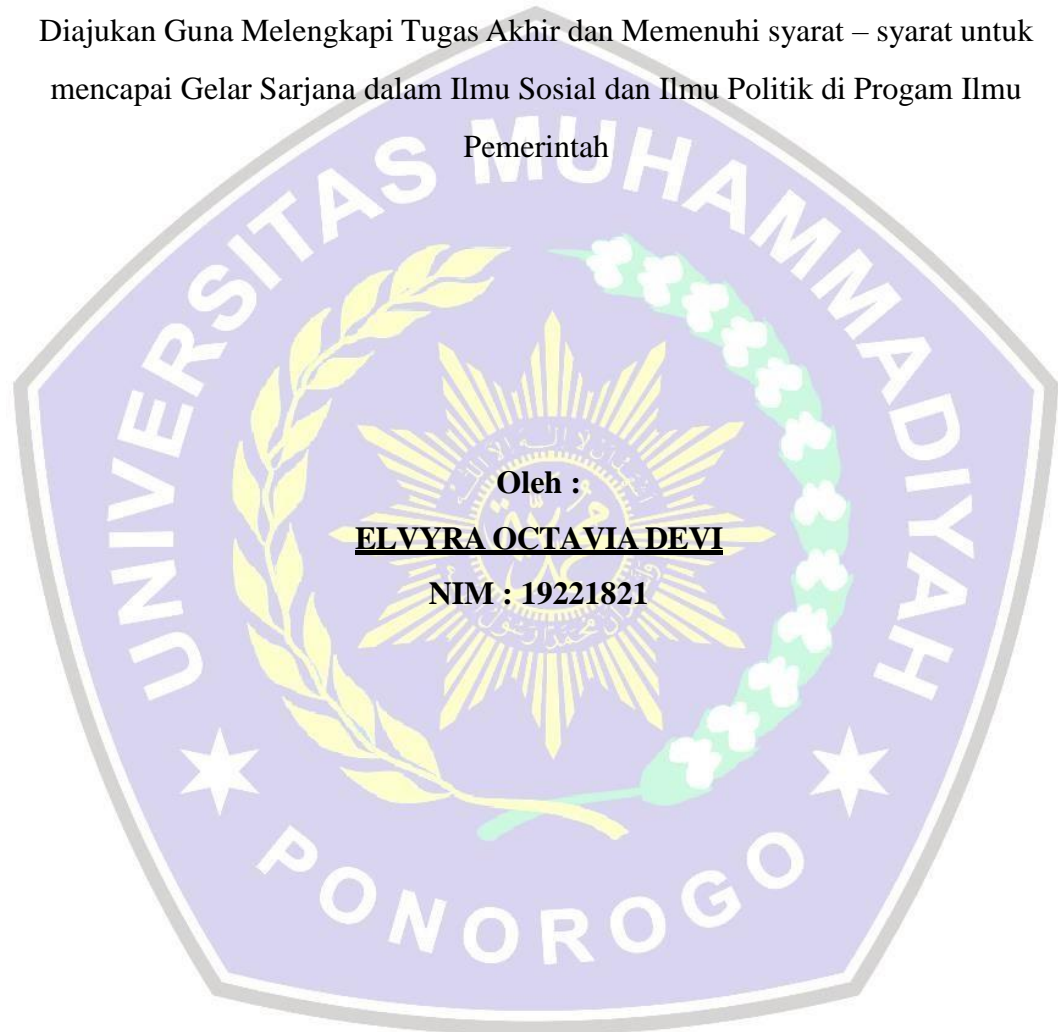 Diajukan Guna Melengkapi Tugas Akhir dan Memenuhi syarat – syarat untuk
mencapai Gelar Sarjana dalam Ilmu Sosial dan Ilmu Politik di Progam Ilmu
Pemerintah
UNIVERSITAS MUHAMMADIYAH
Oleh :
ELVYRA OCTAVIA DEVI
NIM : 19221821
PONOROGO